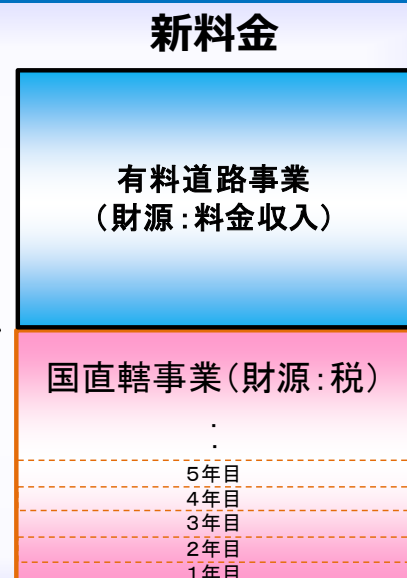 新料金
有料道路事業
（財源：料金収入）
国直轄事業（財源：税）
．
．
5年目
4年目
3年目
2年目
1年目